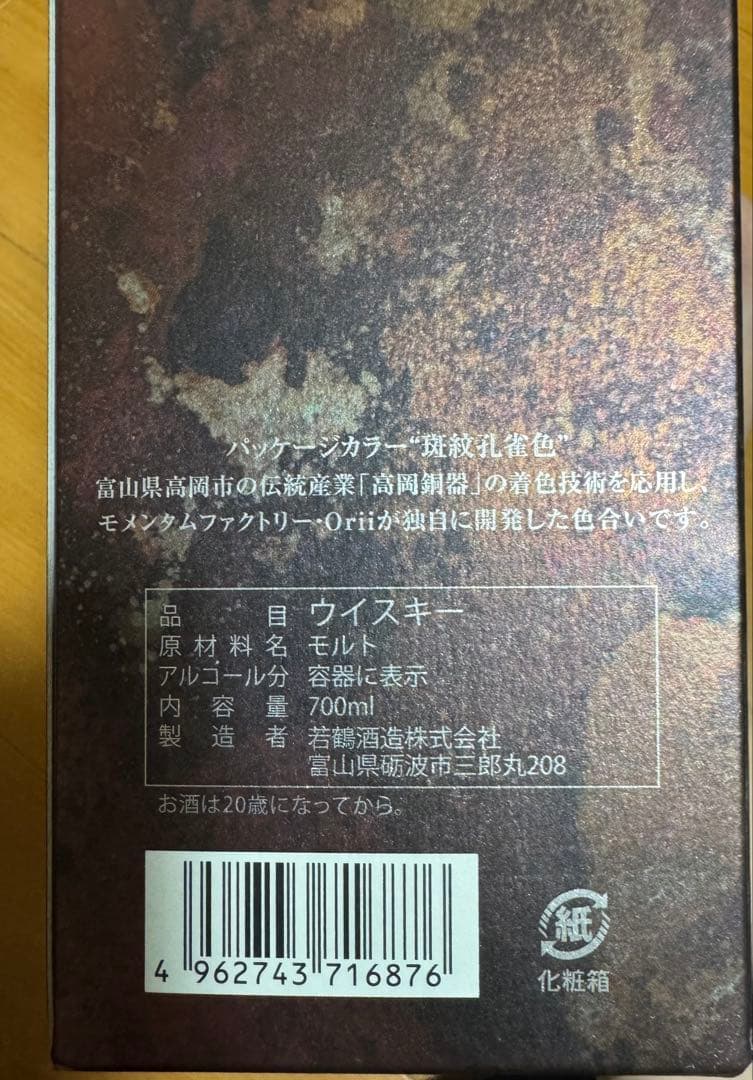 パッケージカラー“斑紋孔雀色”
富山県高岡市の伝統産業「高岡銅器」の着色技術を応用し、
モメンタムファクトリー・Oriiが独自に開発した色合いです。
品目 ウイスキー
原材料名 モルト
アルコール分 容器に表示
内容量 700ml
製造者 若鶴酒造株式会社
富山県砺波市三郎丸208
お酒は20歳になってから。
4 962743 716876
紙
化粧箱